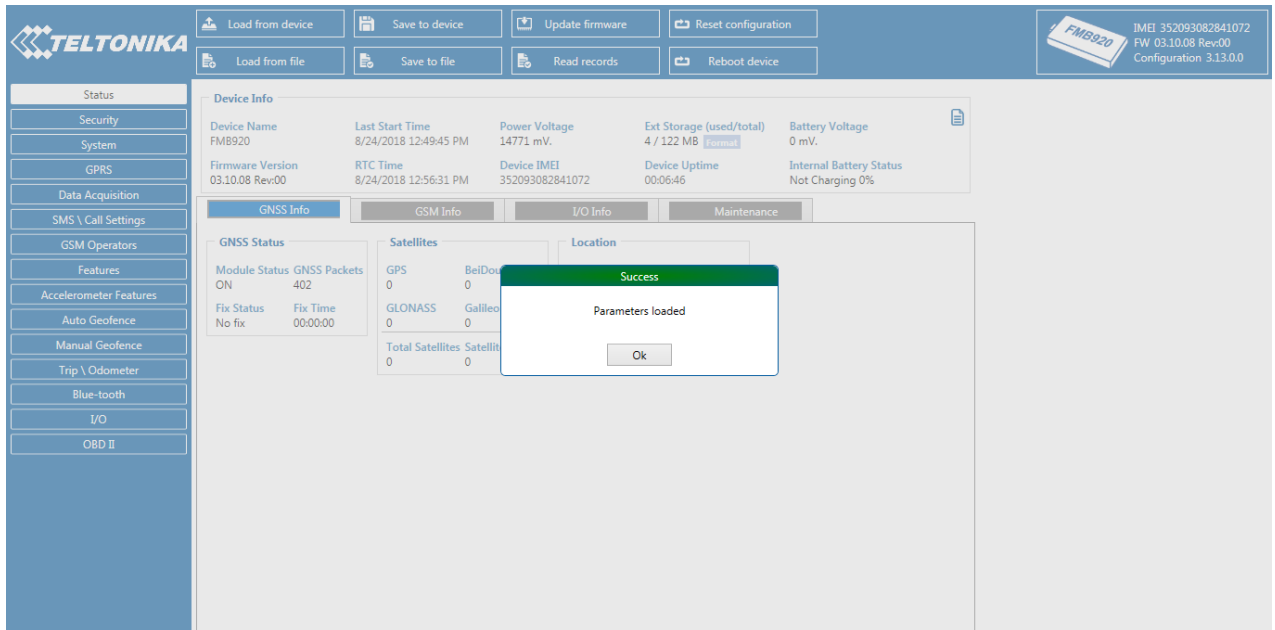 TELTONIKA
Load from device
Save to device
Update firmware
Reset configuration
Load from file
Save to file
Read records
Reboot device
FMB920
IMEI 352093082841072
FW 03.10.08 Rev:00
Configuration 3.13.0.0
Status
Security
System
GPRS
Data Acquisition
SMS \ Call Settings
GSM Operators
Features
Accelerometer Features
Auto Geofence
Manual Geofence
Trip \ Odometer
Blue-tooth
I/O
OBD II
Device Info
Device Name Last Start Time Power Voltage Ext Storage (used/total) Battery Voltage
FMB920 8/24/2018 12:49:45 PM 14771 mV. 4 / 122 MB Format 0 mV.
Firmware Version RTC Time Device IMEI Device Uptime Internal Battery Status
03.10.08 Rev:00 8/24/2018 12:56:31 PM 352093082841072 00:06:46 Not Charging 0%
GNSS Info GSM Info I/O Info Maintenance
GNSS Status
Module Status GNSS Packets
ON 402
Fix Status Fix Time
No fix 00:00:00
Satellites
GPS BeiDou
0 0
GLONASS Galileo
0 0
Total Satellites Satellit
0 0
Location
Success
Parameters loaded
Ok